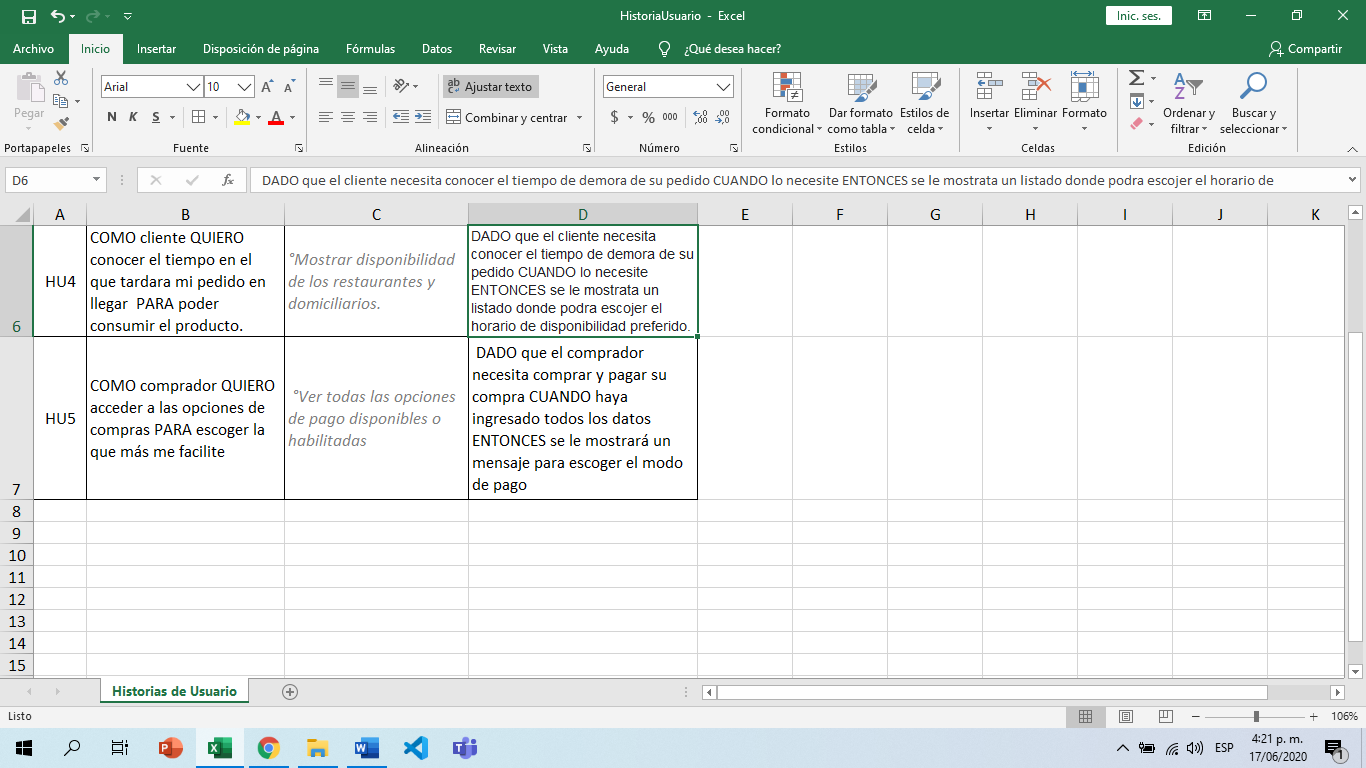 HistoriaUsuario - Excel
Inic. ses.
Archivo
Inicio
Insertar
Disposición de página
Fórmulas
Datos
Revisar
Vista
Ayuda
¿Qué desea hacer?
Compartir
Pegar
Portapapeles
Arial
10
N K S
Fuente
Ajustar texto
Combinar y centrar
Alineación
General
$ % 000
Número
Formato
condicional
Dar formato
como tabla
Estilos de
celda
Estilos
Insertar
Eliminar
Formato
Celdas
Ordenar y
filtrar
Buscar y
seleccionar
Edición
D6
fx
DADO que el cliente necesita conocer el tiempo de demora de su pedido CUANDO lo necesite ENTONCES se le mostrata un listado donde podra escojer el horario de
A B C D E F G H I J K
6
HU4
COMO cliente QUIERO
conocer el tiempo en el
que tardara mi pedido en
llegar  PARA poder
consumir el producto.
°Mostrar disponibilidad
de los restaurantes y
domiciliarios.
DADO que el cliente necesita
conocer el tiempo de demora de su
pedido CUANDO lo necesite
ENTONCES se le mostrata un
listado donde podra escojer el
horario de disponibilidad preferido.
7
HU5
COMO comprador QUIERO
acceder a las opciones de
compras PARA escoger la
que más me facilite
°Ver todas las opciones
de pago disponibles o
habilitadas
DADO que el comprador
necesita comprar y pagar su
compra CUANDO haya
ingresado todos los datos
ENTONCES se le mostrará un
mensaje para escoger el modo
de pago
8
9
10
11
12
13
14
15
Historias de Usuario
Listo
106%
ESP
4:21 p. m.
17/06/2020
1